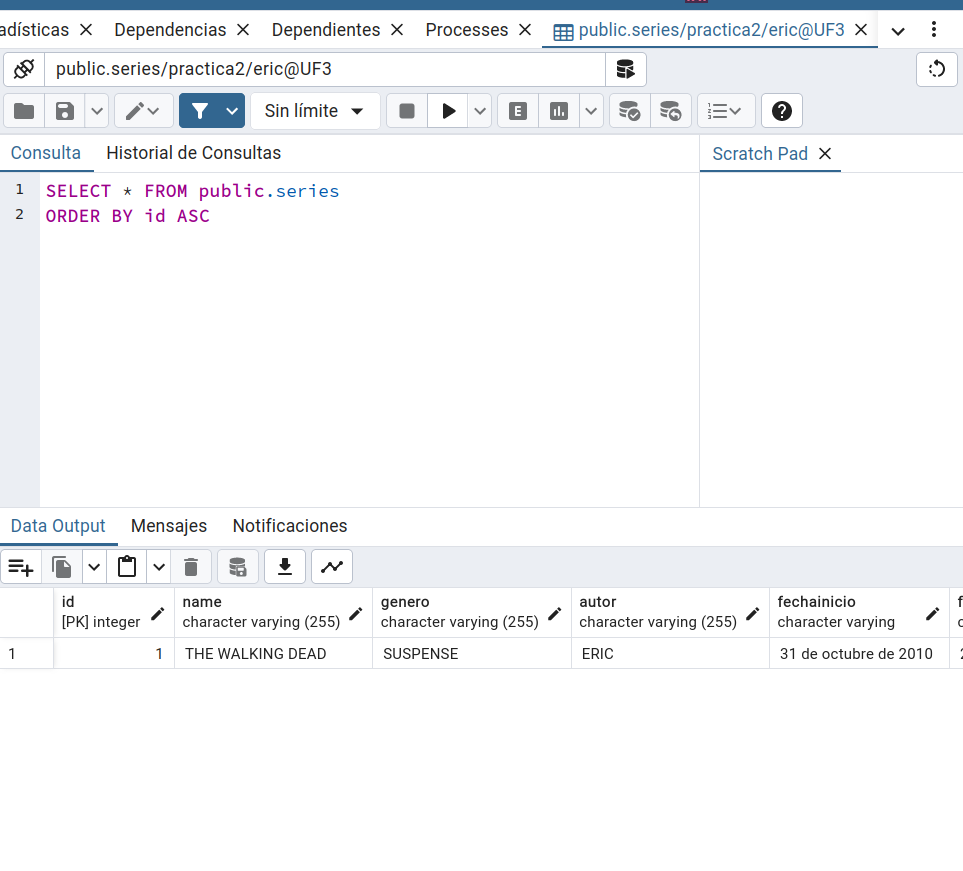 adísticas Dependencias Dependientes Processes public.series/practica2/eric@UF3
public.series/practica2/eric@UF3
Sin límite E
Consulta Historial de Consultas Scratch Pad
1 SELECT * FROM public.series
2 ORDER BY id ASC
Data Output Mensajes Notificaciones
id name genero autor fechainicio
[PK] integer character varying (255) character varying (255) character varying (255) character varying
1 1 THE WALKING DEAD SUSPENSE ERIC 31 de octubre de 2010